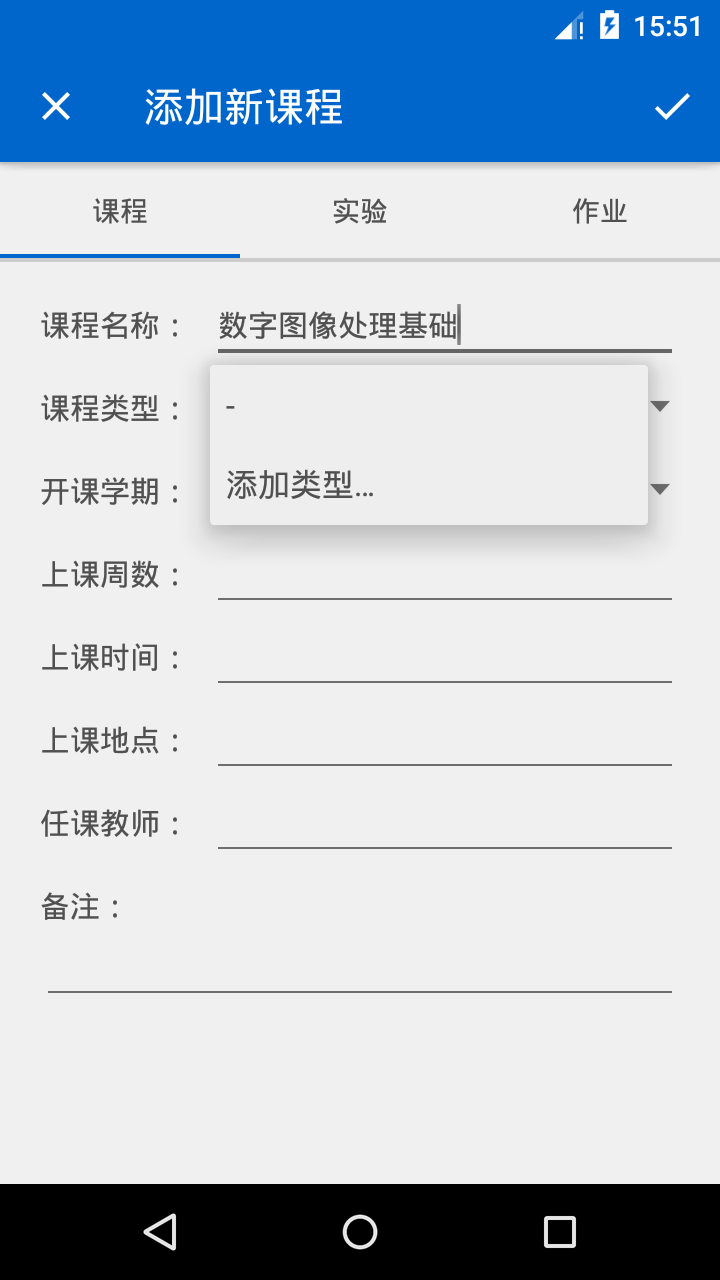 15:51
添加新课程
课程 实验 作业
课程名称： 数字图像处理基础
课程类型： -
开课学期： 添加类型...
上课周数：
上课时间：
上课地点：
任课教师：
备注：